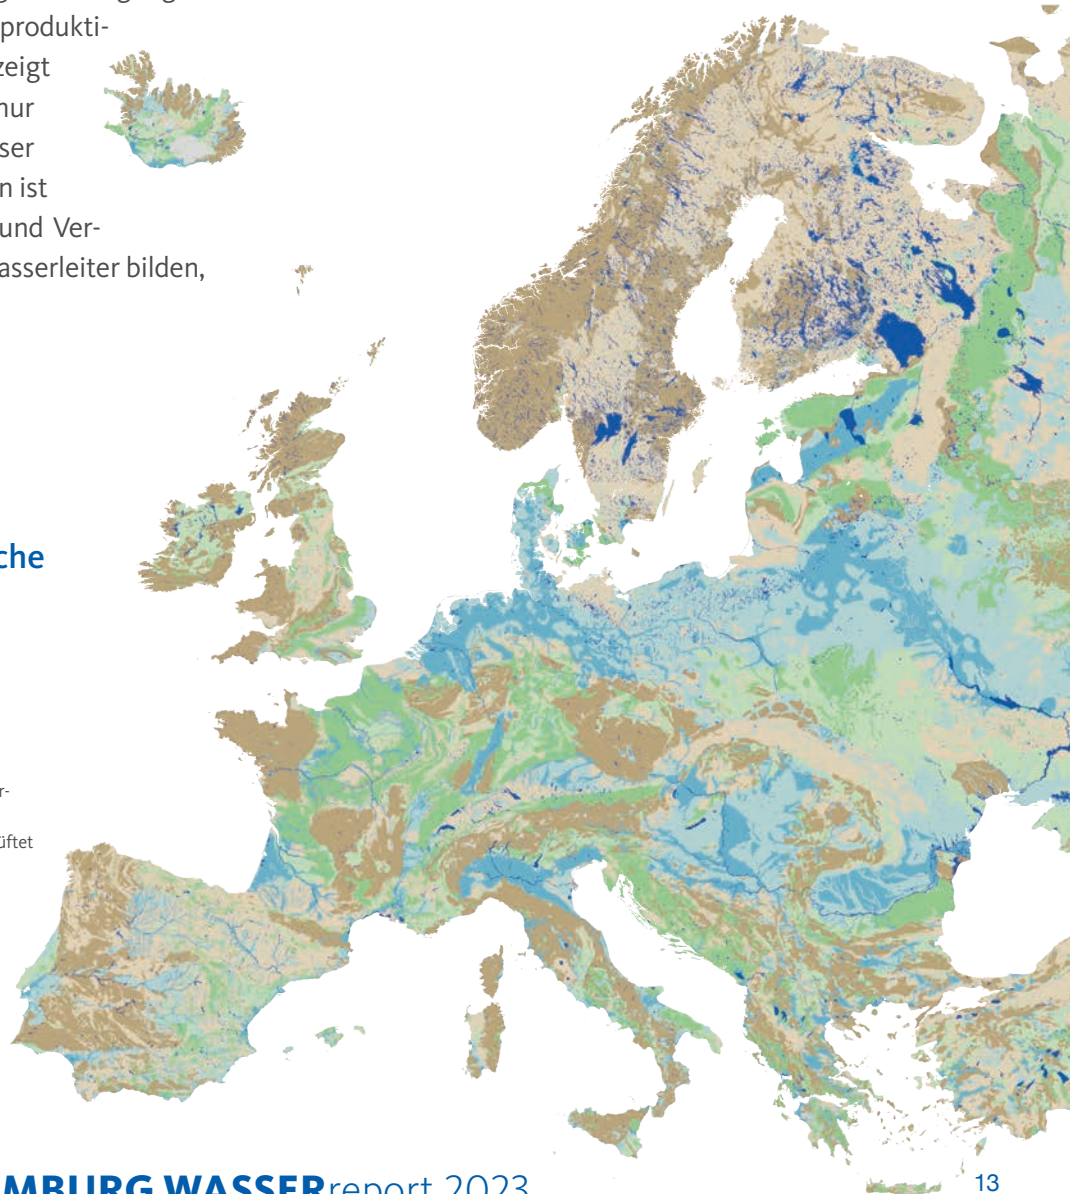 produkti-
zeigt
nur
ser
n ist
und Ver-
asserleiter bilden,
che
r-
üftet
MBURG WASSERreport 2023
13